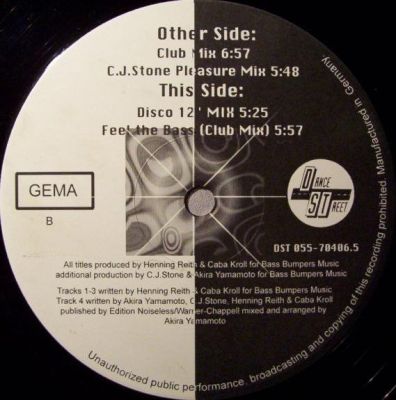 Other Side:
Club Mix 6:57
C.J.Stone Pleasure Mix 5:48
This Side:
Disco 12" MIX 5:25
Feel the Bass (Club Mix) 5:57
GEMA
B
DANCE
STREET
DST 055-70406.5
All titles produced by Henning Reith & Caba Kroll for Bass Bumpers Music
additional production by C.J.Stone & Akira Yamamoto for Bass Bumpers Music
Tracks 1-3 written by Henning Reith & Caba Kroll for Bass Bumpers Music
Track 4 written by Akira Yamamoto, C.J.Stone, Henning Reith & Caba Kroll
published by Edition Noiseless/Warner-Chappell mixed and arranged by
Akira Yamamoto
Unauthorized public performance, broadcasting and copying of this recording prohibited. Manufactured in Germany.